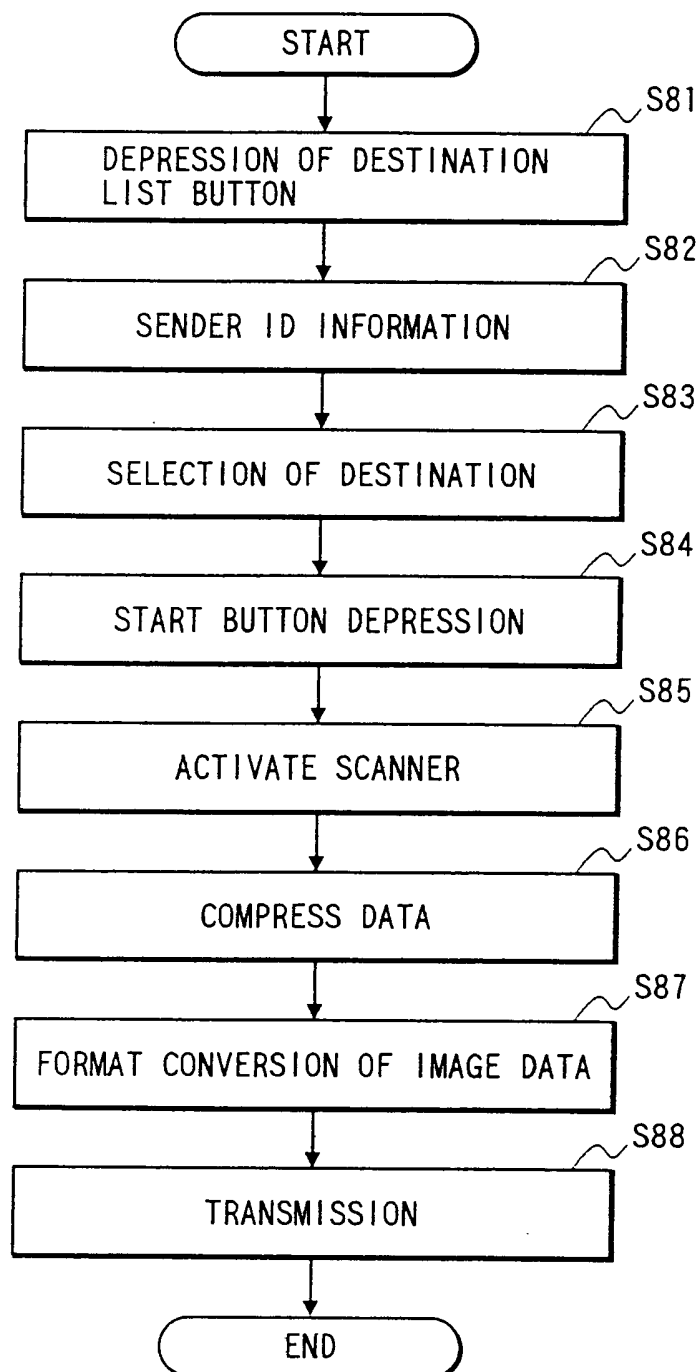 START
S81
DEPRESSION OF DESTINATION
LIST BUTTON
S82
SENDER ID INFORMATION
S83
SELECTION OF DESTINATION
S84
START BUTTON DEPRESSION
S85
ACTIVATE SCANNER
S86
COMPRESS DATA
S87
FORMAT CONVERSION OF IMAGE DATA
S88
TRANSMISSION
END